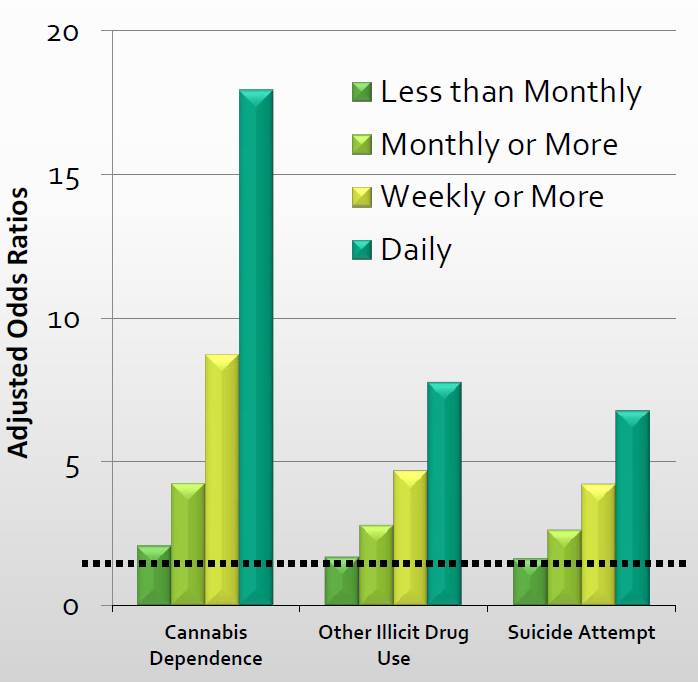 20
Less than Monthly
Monthly or More
15
Weekly or More
Daily
10
5
0
Adjusted Odds Ratios
Cannabis
Dependence
Other Illicit Drug
Use
Suicide Attempt